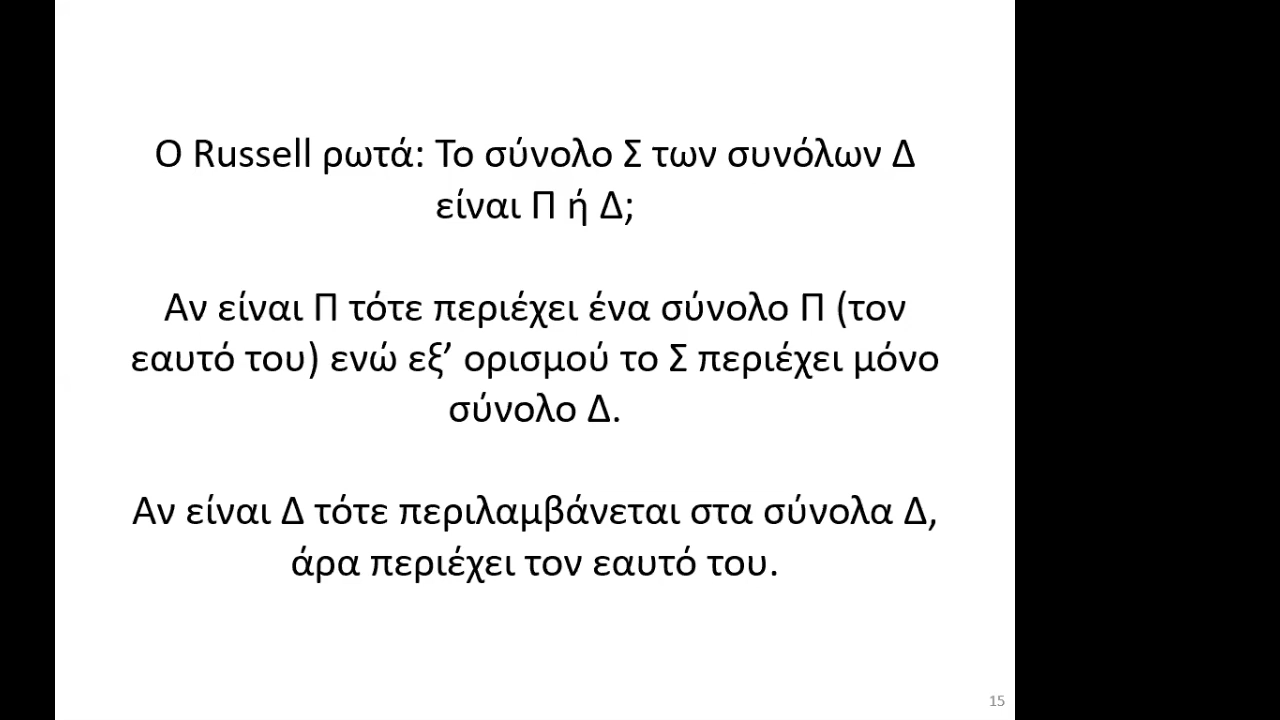 Ο Russell ρωτά: Το σύνολο Σ των συνόλων Δ
είναι Π ή Δ;
Αν είναι Π τότε περιέχει ένα σύνολο Π (τον
εαυτό του) ενώ εξ’ ορισμού το Σ περιέχει μόνο
σύνολο Δ.
Αν είναι Δ τότε περιλαμβάνεται στα σύνολα Δ,
άρα περιέχει τον εαυτό του.
15